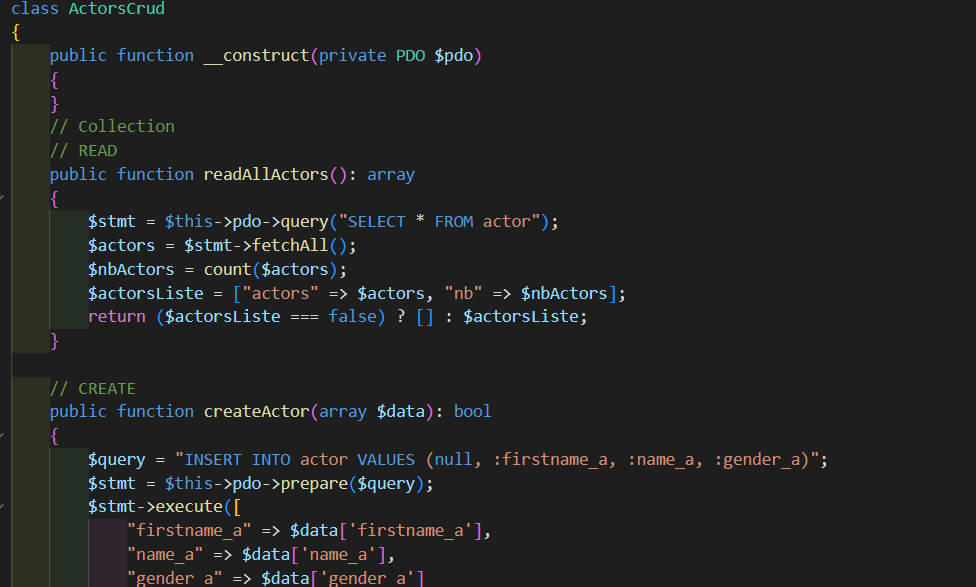 class ActorsCrud
{
    public function __construct(private PDO $pdo)
    {
    }
    // Collection
    // READ
    public function readAllActors(): array
    {
        $stmt = $this->pdo->query("SELECT * FROM actor");
        $actors = $stmt->fetchAll();
        $nbActors = count($actors);
        $actorsListe = ["actors" => $actors, "nb" => $nbActors];
        return ($actorsListe === false) ? [] : $actorsListe;
    }

    // CREATE
    public function createActor(array $data): bool
    {
        $query = "INSERT INTO actor VALUES (null, :firstname_a, :name_a, :gender_a)";
        $stmt = $this->pdo->prepare($query);
        $stmt->execute([
            "firstname_a" => $data['firstname_a'],
            "name_a" => $data['name_a'],
            "gender_a" => $data['gender_a']